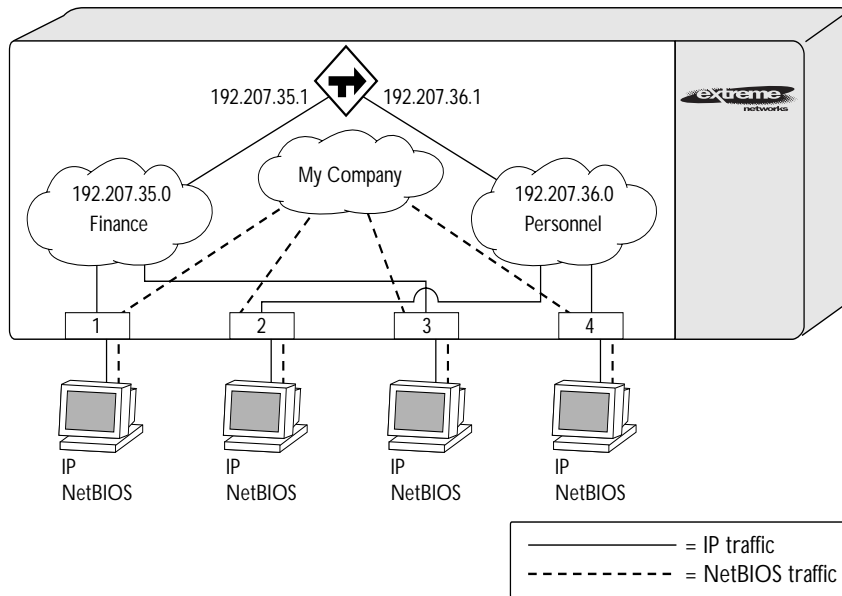 192.207.35.1
192.207.36.1
extreme
networks
My Company
192.207.35.0
Finance
192.207.36.0
Personnel
1
2
3
4
IP
NetBIOS
IP
NetBIOS
IP
NetBIOS
IP
NetBIOS
= IP traffic
= NetBIOS traffic